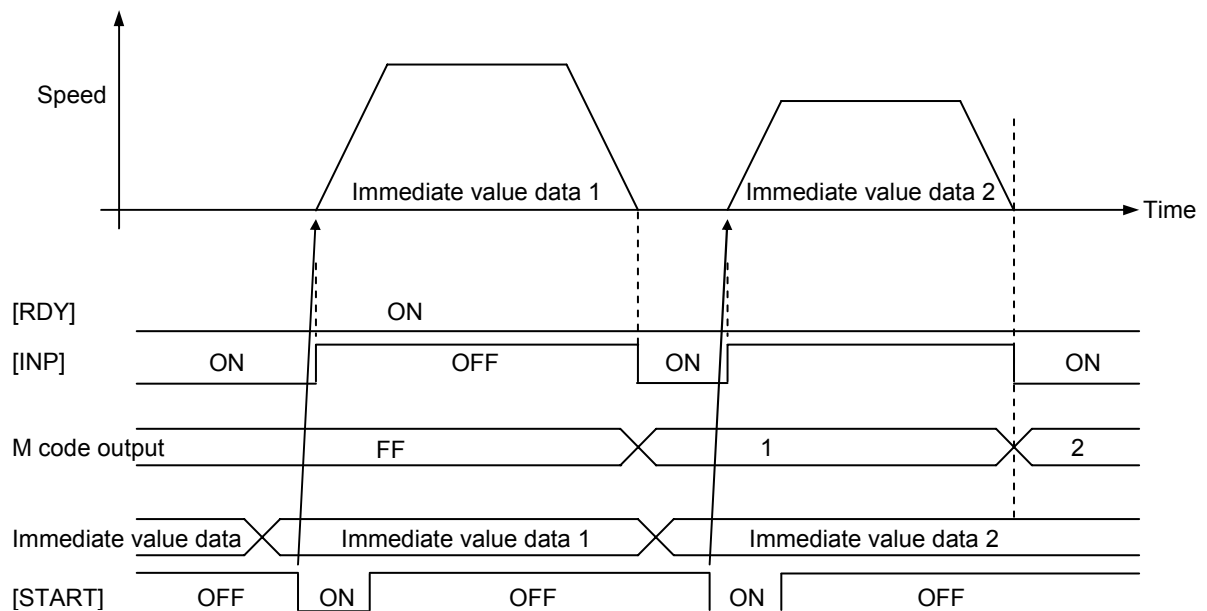 Speed
Immediate value data 1 Immediate value data 2
Time
[RDY] ON
[INP] ON OFF ON ON
M code output FF 1 2
Immediate value data Immediate value data 1 Immediate value data 2
[START] OFF ON OFF ON OFF